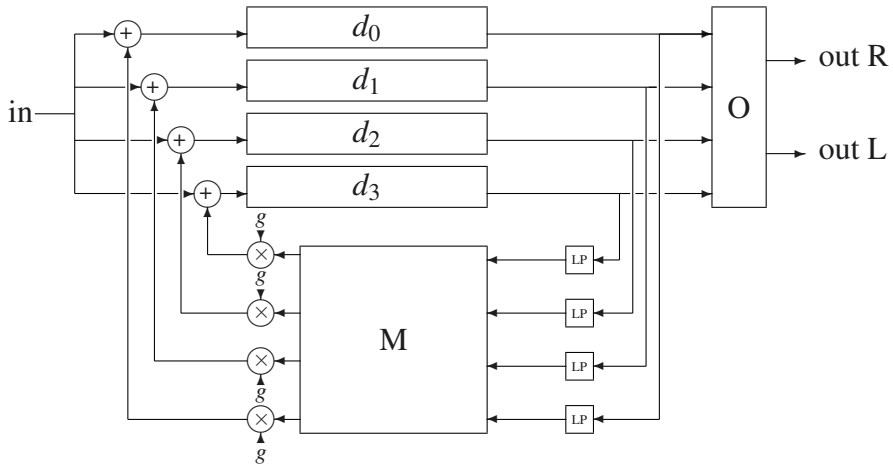 + d0
out R
+ d1
in O
+ d2
out L
+ d3
g
× LP
g
× LP
M
× LP
g
× LP
g